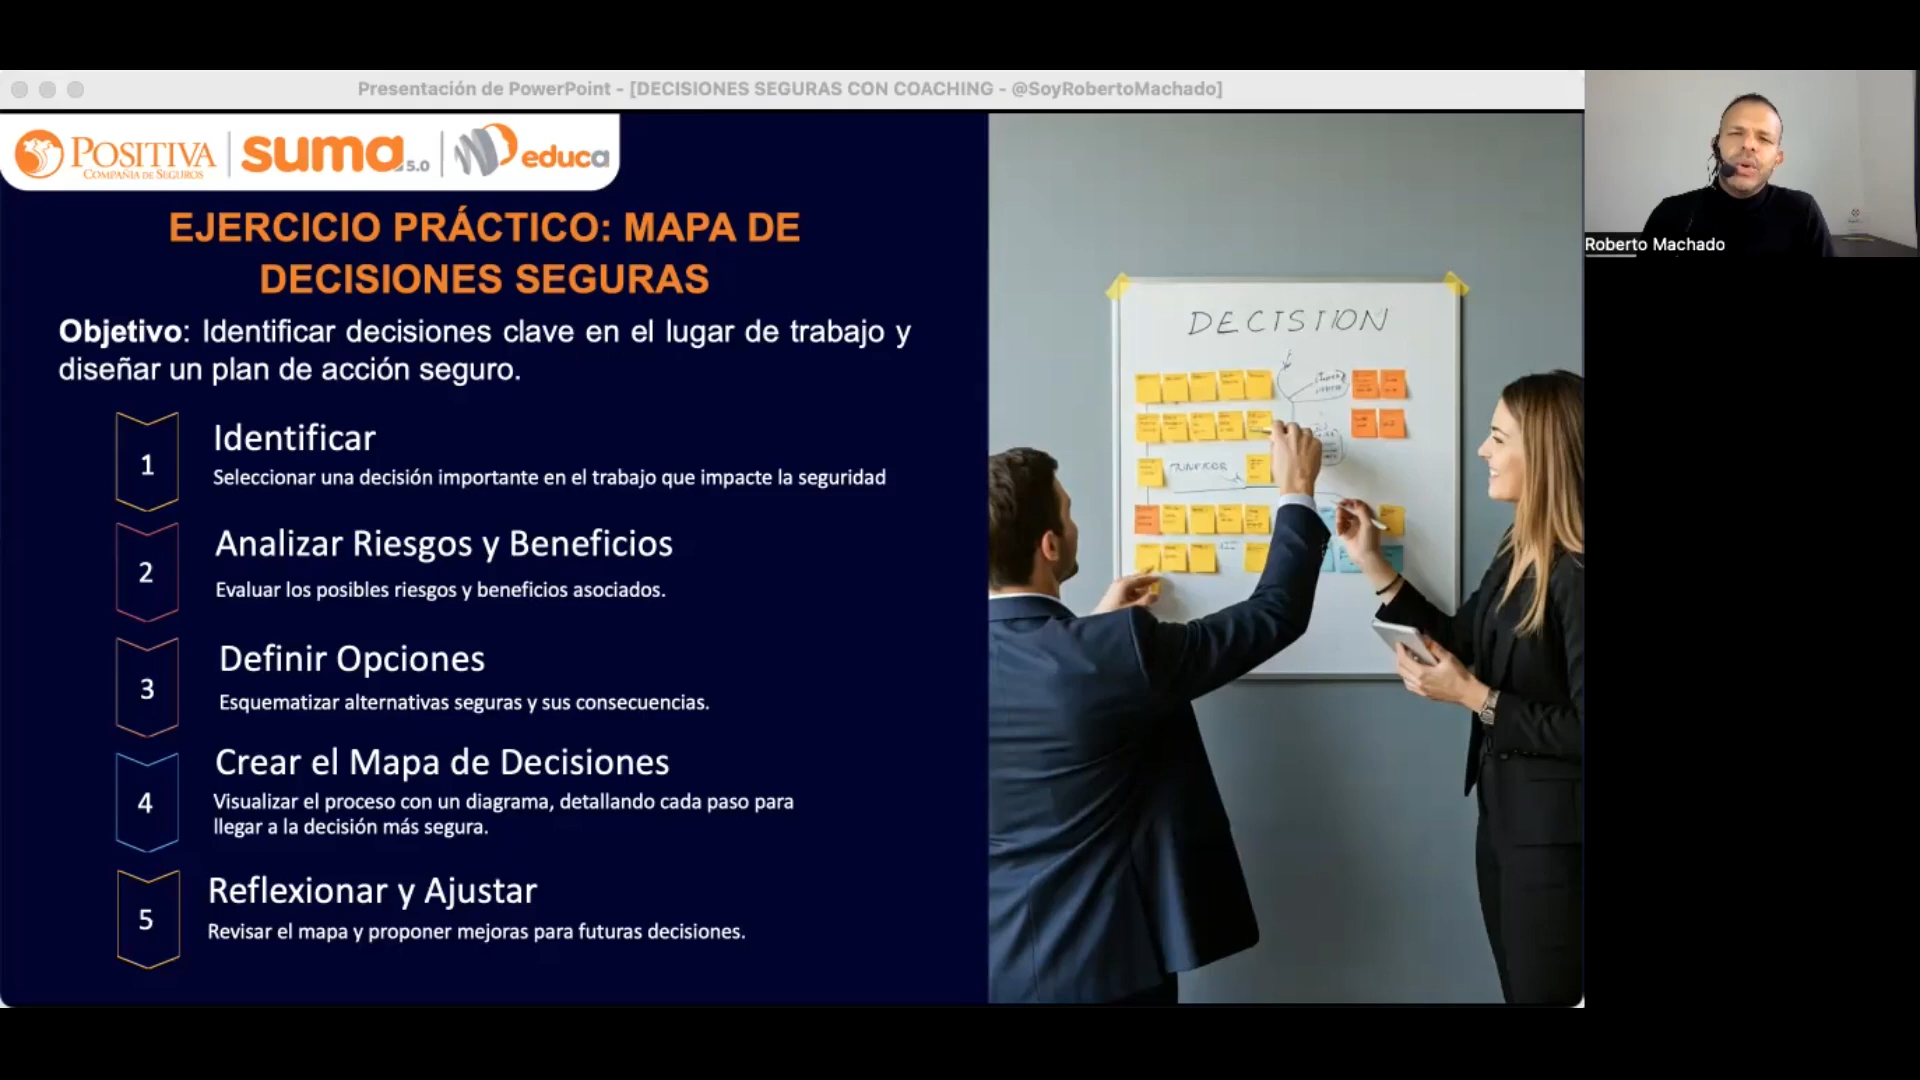 Presentación de PowerPoint - [DECISIONES SEGURAS CON COACHING - @SoyRobertoMachado]
POSITIVA
COMPAÑÍA DE SEGUROS
suma 5.0
educa
EJERCICIO PRÁCTICO: MAPA DE
DECISIONES SEGURAS
Objetivo: Identificar decisiones clave en el lugar de trabajo y
diseñar un plan de acción seguro.
1
Identificar
Seleccionar una decisión importante en el trabajo que impacte la seguridad
2
Analizar Riesgos y Beneficios
Evaluar los posibles riesgos y beneficios asociados.
3
Definir Opciones
Esquematizar alternativas seguras y sus consecuencias.
4
Crear el Mapa de Decisiones
Visualizar el proceso con un diagrama, detallando cada paso para
llegar a la decisión más segura.
5
Reflexionar y Ajustar
Revisar el mapa y proponer mejoras para futuras decisiones.
Roberto Machado